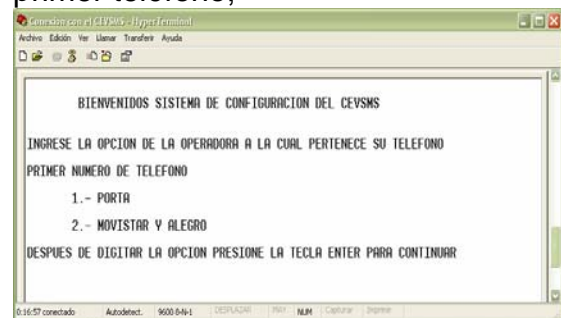 primer teléfono,
Conexion con el CEVSMS - HyperTerminal
Archivo Edición Ver Llamar Transferir Ayuda
BIENVENIDOS SISTEMA DE CONFIGURACION DEL CEVSMS
INGRESE LA OPCION DE LA OPERADORA A LA CUAL PERTENECE SU TELEFONO
PRIMER NUMERO DE TELEFONO
1.- PORTA
2.- MOVISTAR Y ALEGRO
DESPUES DE DIGITAR LA OPCION PRESIONE LA TECLA ENTER PARA CONTINUAR
0:16:57 conectado Autodetect. 9600 8-N-1 DESPLAZAR MAY NUM Capturar Imprimir